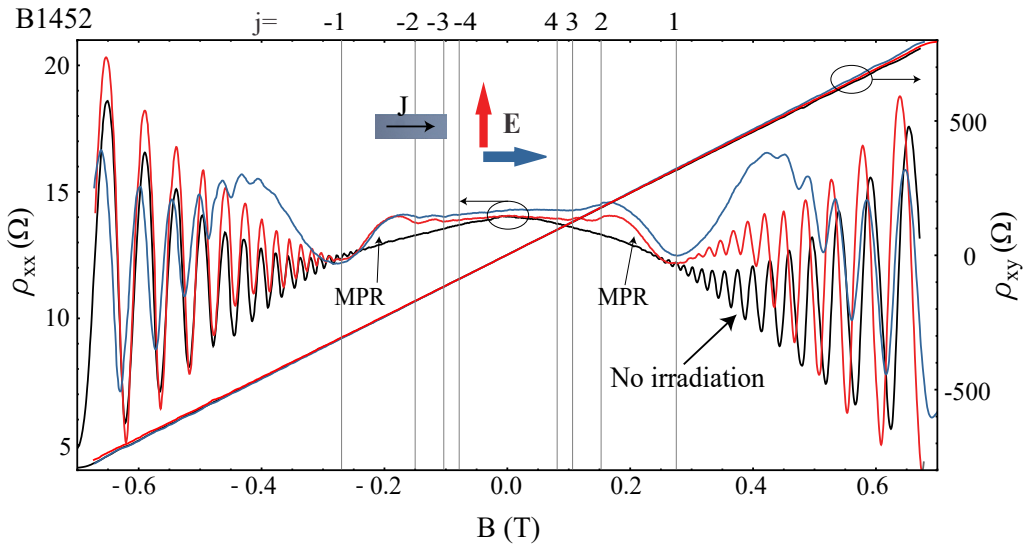 B1452
j= -1 -2 -3 -4 4 3 2 1
20
15
10
5
ρxx (Ω)
500
0
-500
ρxy (Ω)
J
E
MPR
MPR
No irradiation
- 0.6 - 0.4 - 0.2 0.0 0.2 0.4 0.6
B (T)